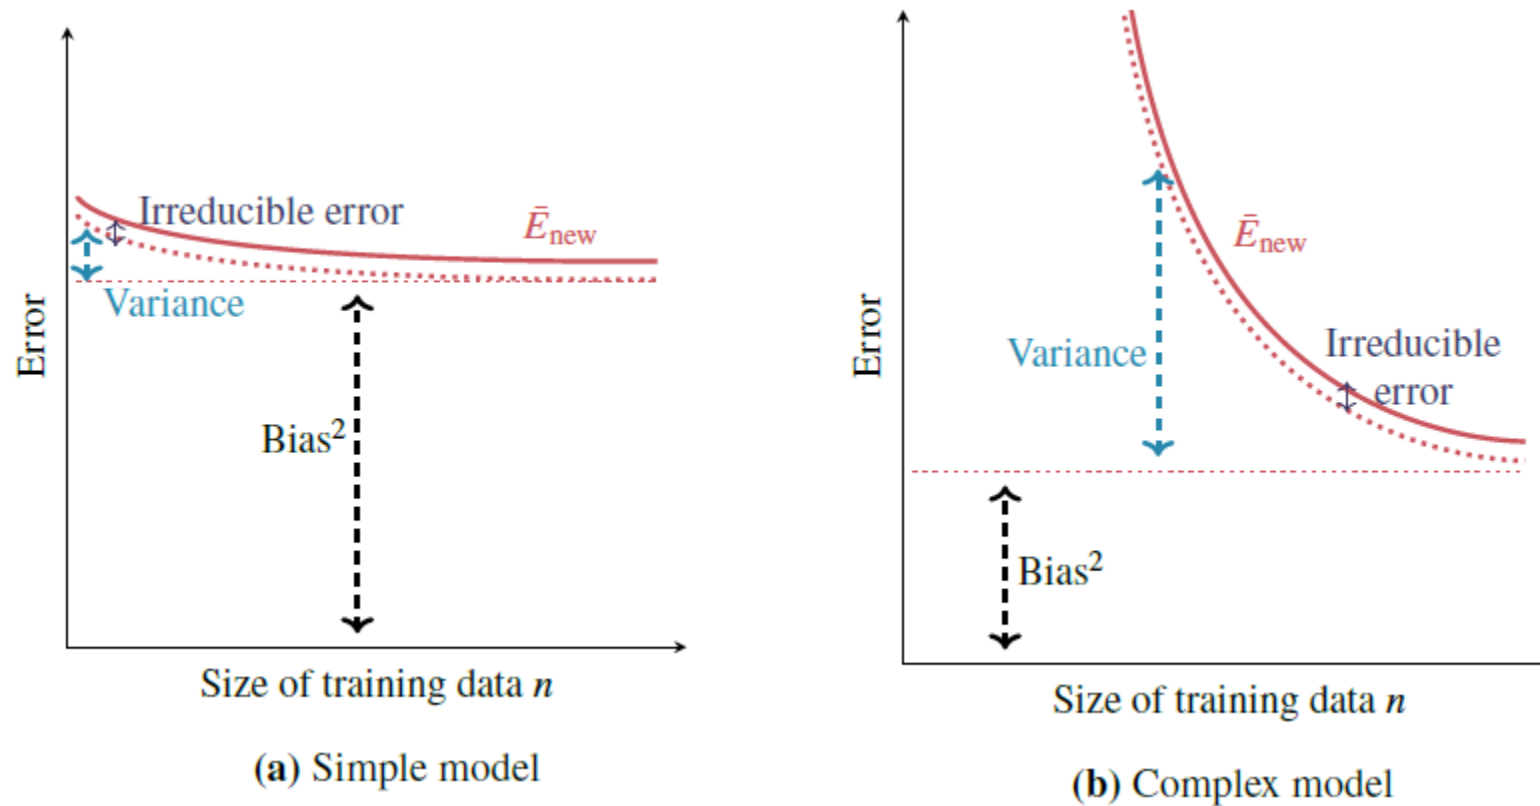 Irreducible error
Ēnew
Variance
Error
Bias²
Size of training data n
(a) Simple model
Ēnew
Variance
Irreducible
error
Error
Bias²
Size of training data n
(b) Complex model